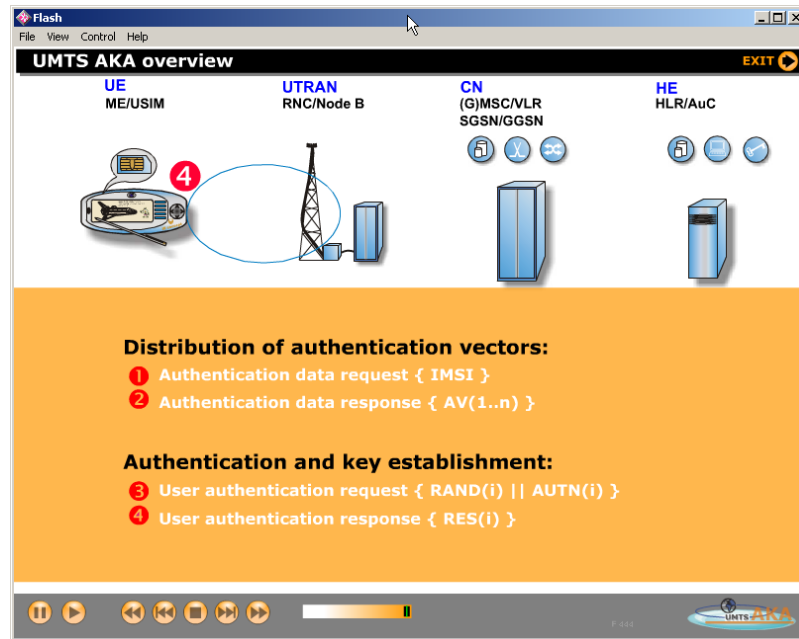 Flash
File View Control Help
UMTS AKA overview
EXIT
UE
ME/USIM
UTRAN
RNC/Node B
CN
(G)MSC/VLR
SGSN/GGSN
HE
HLR/AuC
4
Distribution of authentication vectors:
1 Authentication data request { IMSI }
2 Authentication data response { AV(1..n) }
Authentication and key establishment:
3 User authentication request { RAND(i) || AUTN(i) }
4 User authentication response { RES(i) }
P 444
UMTS-AKA